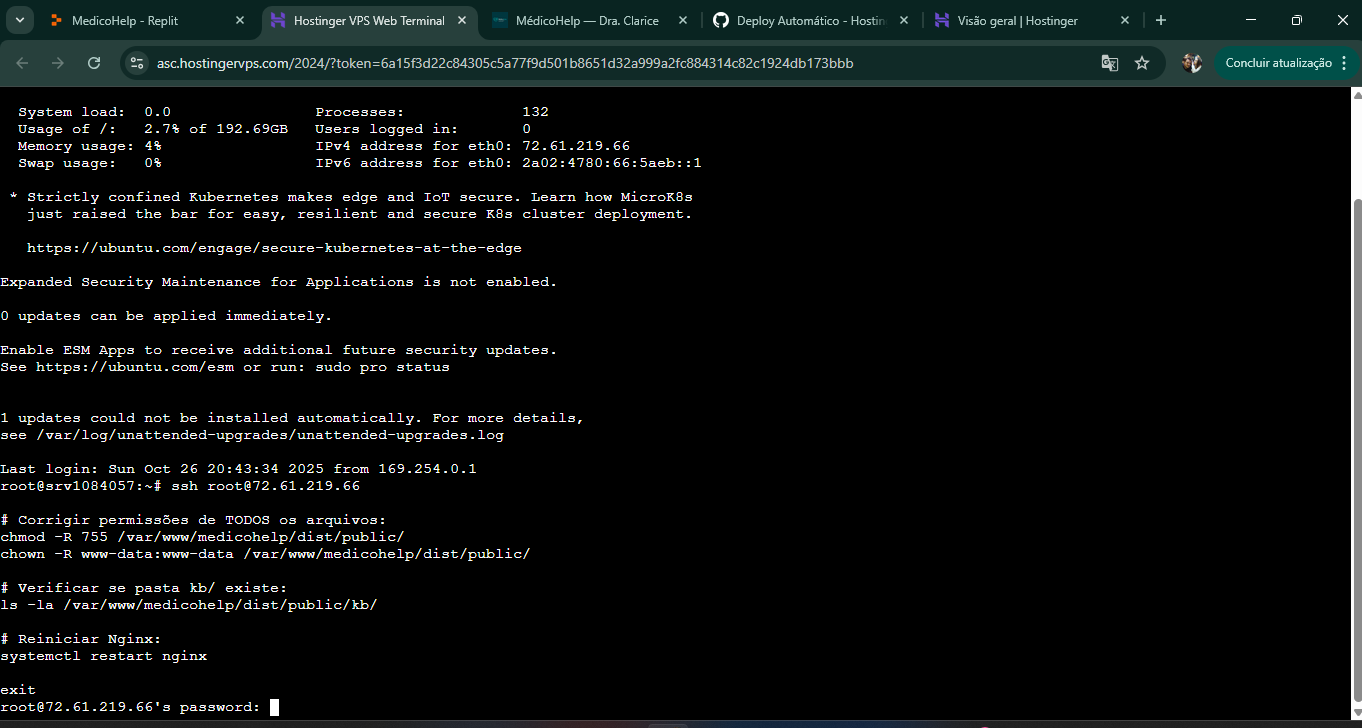 MedicoHelp - Replit
Hostinger VPS Web Terminal
MédicoHelp — Dra. Clarice
Deploy Automático - Hostin
Visão geral | Hostinger
asc.hostingervps.com/2024/?token=6a15f3d22c84305c5a77f9d501b8651d32a999a2fc884314c82c1924db173bbb
Concluir atualização
System load: 0.0 Processes: 132
Usage of /: 2.7% of 192.69GB Users logged in: 0
Memory usage: 4% IPv4 address for eth0: 72.61.219.66
Swap usage: 0% IPv6 address for eth0: 2a02:4780:66:5aeb::1
* Strictly confined Kubernetes makes edge and IoT secure. Learn how MicroK8s
just raised the bar for easy, resilient and secure K8s cluster deployment.
https://ubuntu.com/engage/secure-kubernetes-at-the-edge
Expanded Security Maintenance for Applications is not enabled.
0 updates can be applied immediately.
Enable ESM Apps to receive additional future security updates.
See https://ubuntu.com/esm or run: sudo pro status
1 updates could not be installed automatically. For more details,
see /var/log/unattended-upgrades/unattended-upgrades.log
Last login: Sun Oct 26 20:43:34 2025 from 169.254.0.1
root@srv1084057:~# ssh root@72.61.219.66
# Corrigir permissões de TODOS os arquivos:
chmod -R 755 /var/www/medicohelp/dist/public/
chown -R www-data:www-data /var/www/medicohelp/dist/public/
# Verificar se pasta kb/ existe:
ls -la /var/www/medicohelp/dist/public/kb/
# Reiniciar Nginx:
systemctl restart nginx
exit
root@72.61.219.66's password: